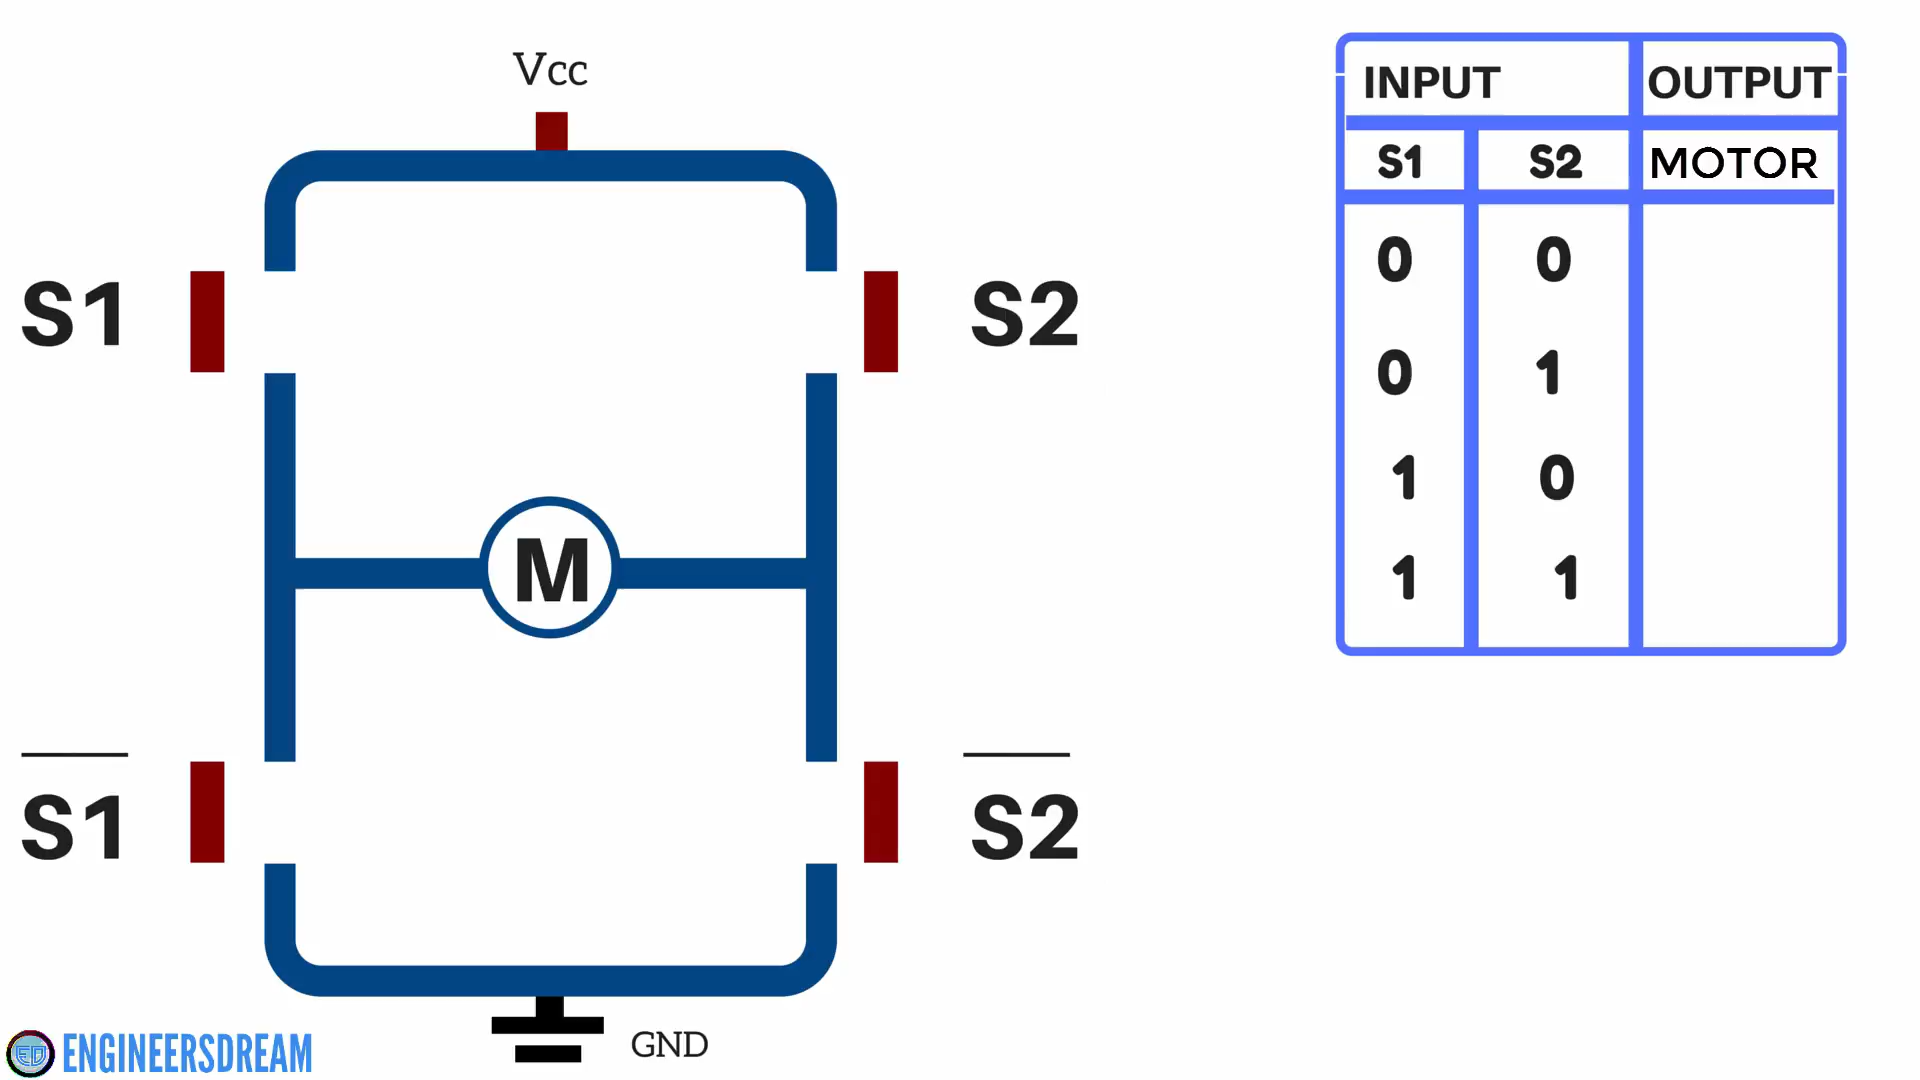 Vcc
INPUT OUTPUT
S1 S2 MOTOR
0 0
0 1
1 0
1 1
S1 S2
M
S1 S2
GND
ED ENGINEERSDREAM